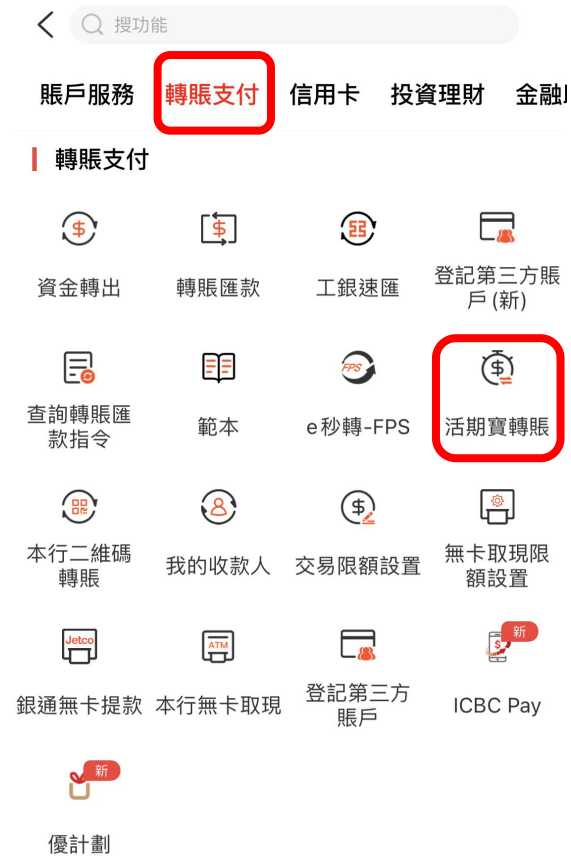 搜功能
賬戶服務 轉賬支付 信用卡 投資理財 金融
轉賬支付
資金轉出 轉賬匯款 工銀速匯 登記第三方賬
戶(新)
FPS
查詢轉賬匯
款指令
範本 e秒轉-FPS 活期寶轉賬
本行二維碼
轉賬
我的收款人 交易限額設置 無卡取現限
額設置
Jetco ATM 新
銀通無卡提款 本行無卡取現 登記第三方
賬戶
ICBC Pay
新
優計劃